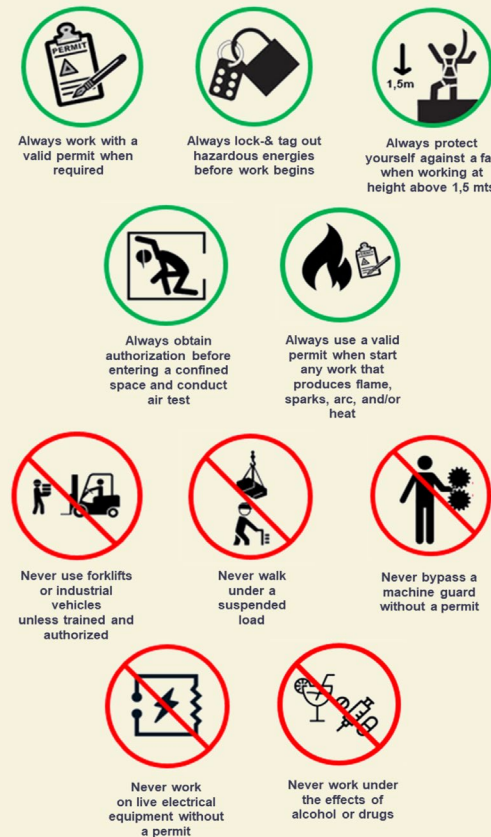 PERMIT
Always work with a
valid permit when
required
Always lock-& tag out
hazardous energies
before work begins
1,5m
Always protect
yourself against a fa
when working at
height above 1,5 mts
Always obtain
authorization before
entering a confined
space and conduct
air test
PERMIT
Always use a valid
permit when start
any work that
produces flame,
sparks, arc, and/or
heat
Never use forklifts
or industrial
vehicles
unless trained and
authorized
Never walk
under a
suspended
load
Never bypass a
machine guard
without a permit
Never work
on live electrical
equipment without
a permit
Never work under
the effects of
alcohol or drugs